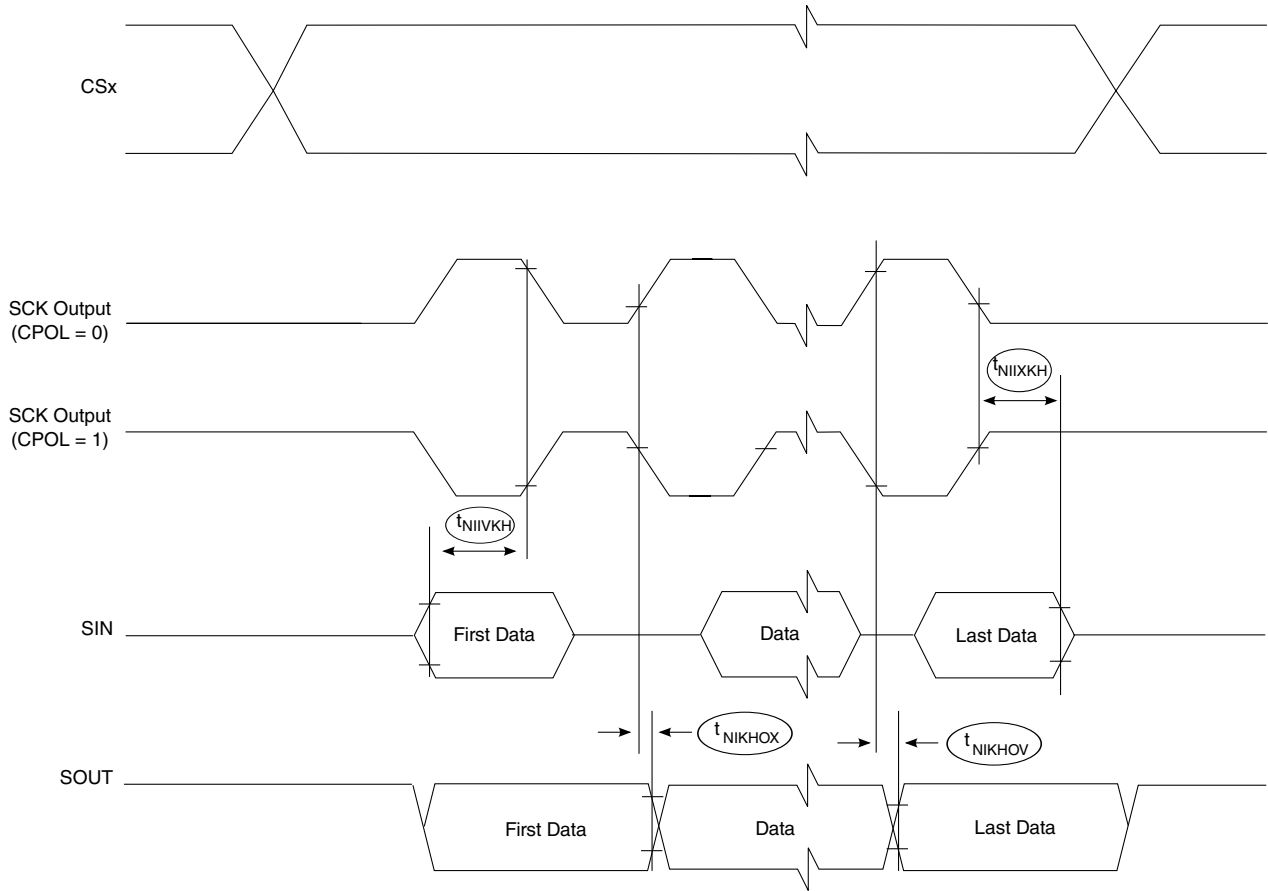 CSx
SCK Output
(CPOL = 0)
tNIIXKH
SCK Output
(CPOL = 1)
tNIIVKH
SIN
First Data
Data
Last Data
tNIKHOX
tNIKHOV
SOUT
First Data
Data
Last Data